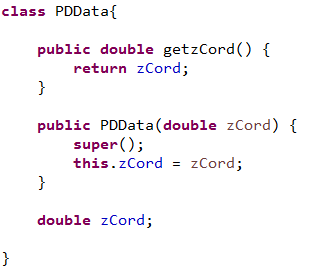 class PDData{
public double getzCord() {
return zCord;
}
public PDData(double zCord) {
super();
this.zCord = zCord;
}
double zCord;
}